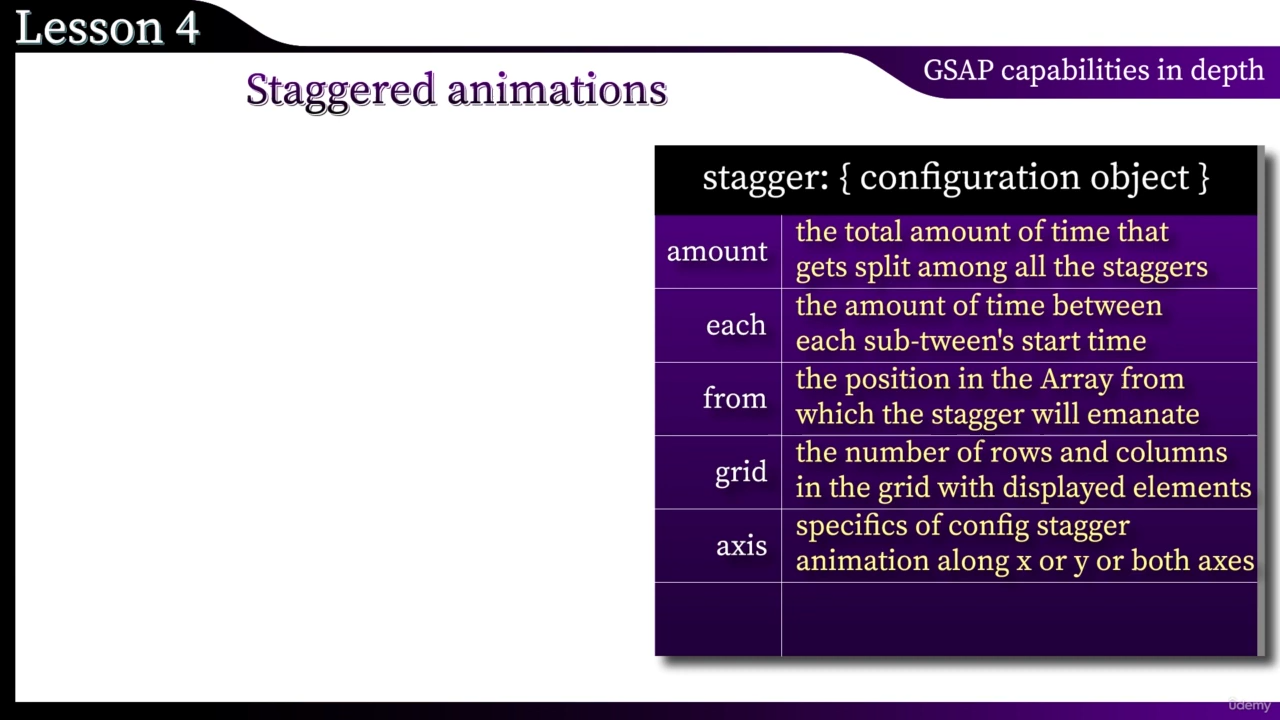 Lesson 4
GSAP capabilities in depth
Staggered animations
stagger: { configuration object }
amount
the total amount of time that
gets split among all the staggers
each
the amount of time between
each sub-tween's start time
from
the position in the Array from
which the stagger will emanate
grid
the number of rows and columns
in the grid with displayed elements
axis
specifics of config stagger
animation along x or y or both axes
ûdemy